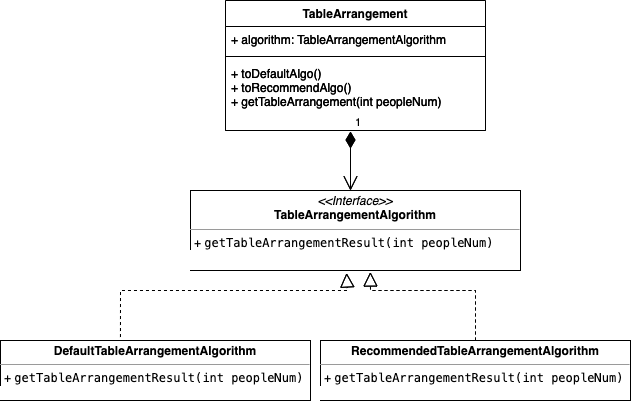 TableArrangement
+ algorithm: TableArrangementAlgorithm
+ toDefaultAlgo()
+ toRecommendAlgo()
+ getTableArrangement(int peopleNum)
1
<<Interface>>
TableArrangementAlgorithm
+ getTableArrangementResult(int peopleNum)
DefaultTableArrangementAlgorithm
+ getTableArrangementResult(int peopleNum)
RecommendedTableArrangementAlgorithm
+ getTableArrangementResult(int peopleNum)